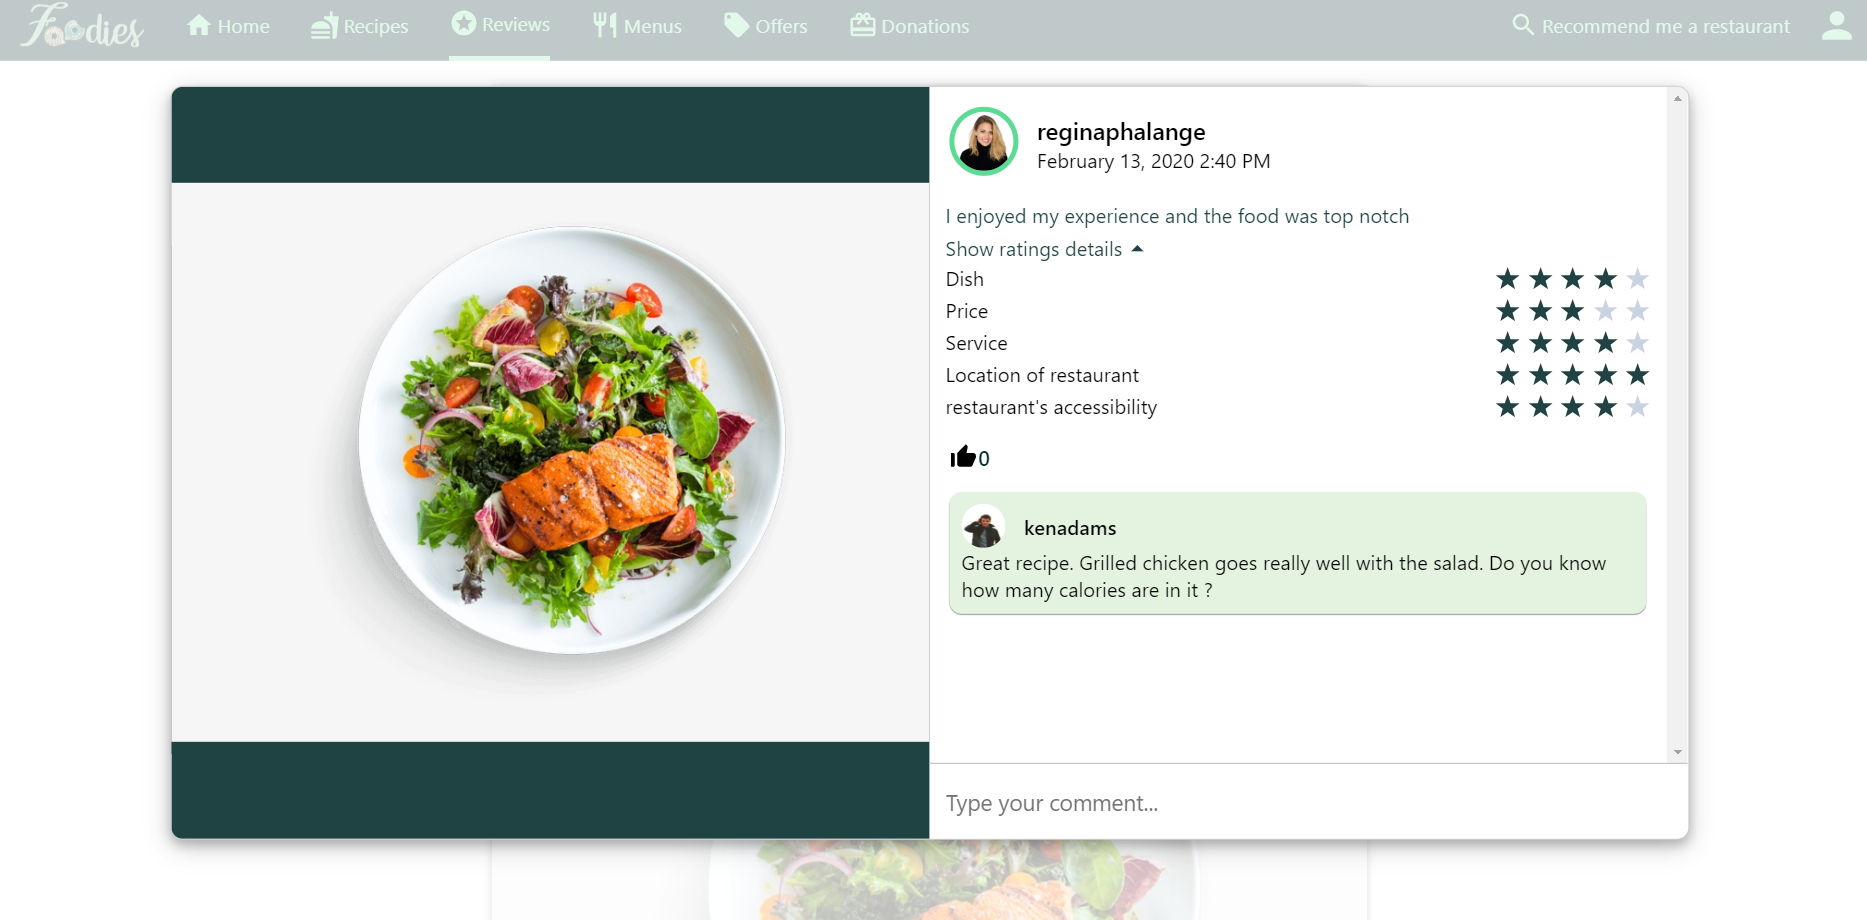 Foodies
Home
Recipes
Reviews
Menus
Offers
Donations
Recommend me a restaurant
reginaphalange
February 13, 2020 2:40 PM
I enjoyed my experience and the food was top notch
Show ratings details
Dish
Price
Service
Location of restaurant
restaurant's accessibility
0
kenadams
Great recipe. Grilled chicken goes really well with the salad. Do you know
how many calories are in it ?
Type your comment...